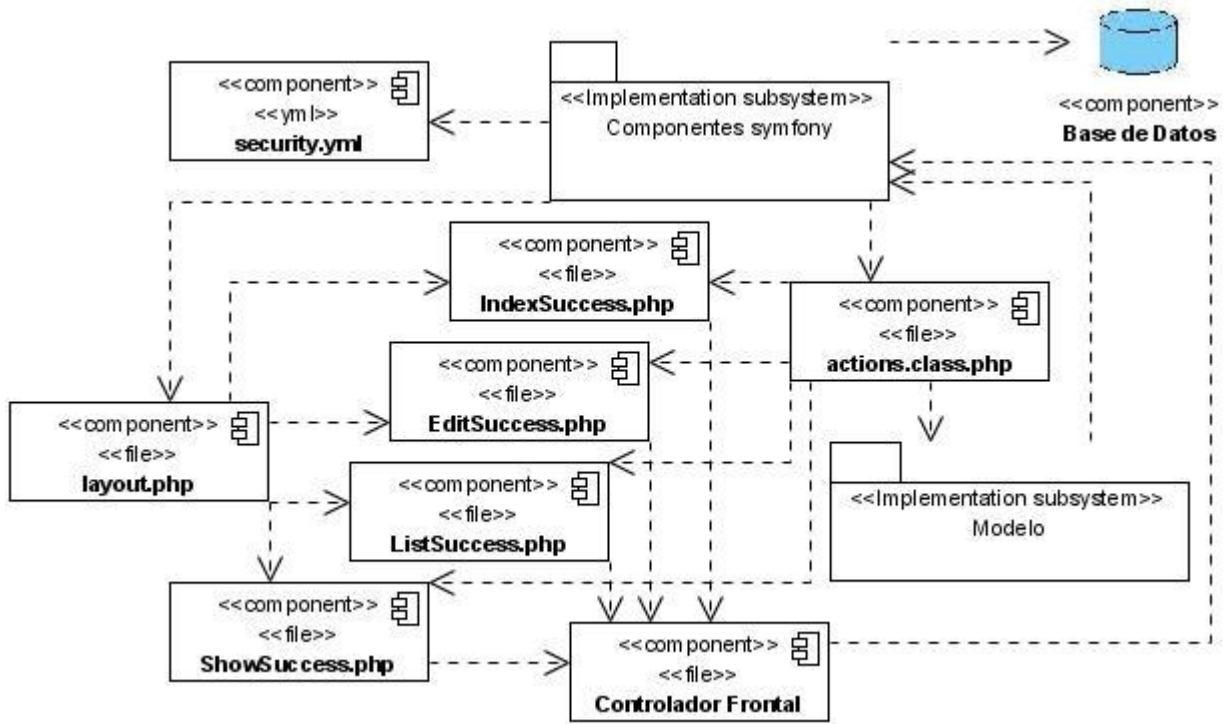 <<component>>
<<yml>>
security.yml
<<Implementation subsystem>>
Componentes symfony
<<component>>
Base de Datos
<<component>>
<<file>>
IndexSuccess.php
<<component>>
<<file>>
actions.class.php
<<component>>
<<file>>
EditSuccess.php
<<component>>
<<file>>
layout.php
<<component>>
<<file>>
ListSuccess.php
<<Implementation subsystem>>
Modelo
<<component>>
<<file>>
ShowSuccess.php
<<component>>
<<file>>
Controlador Frontal